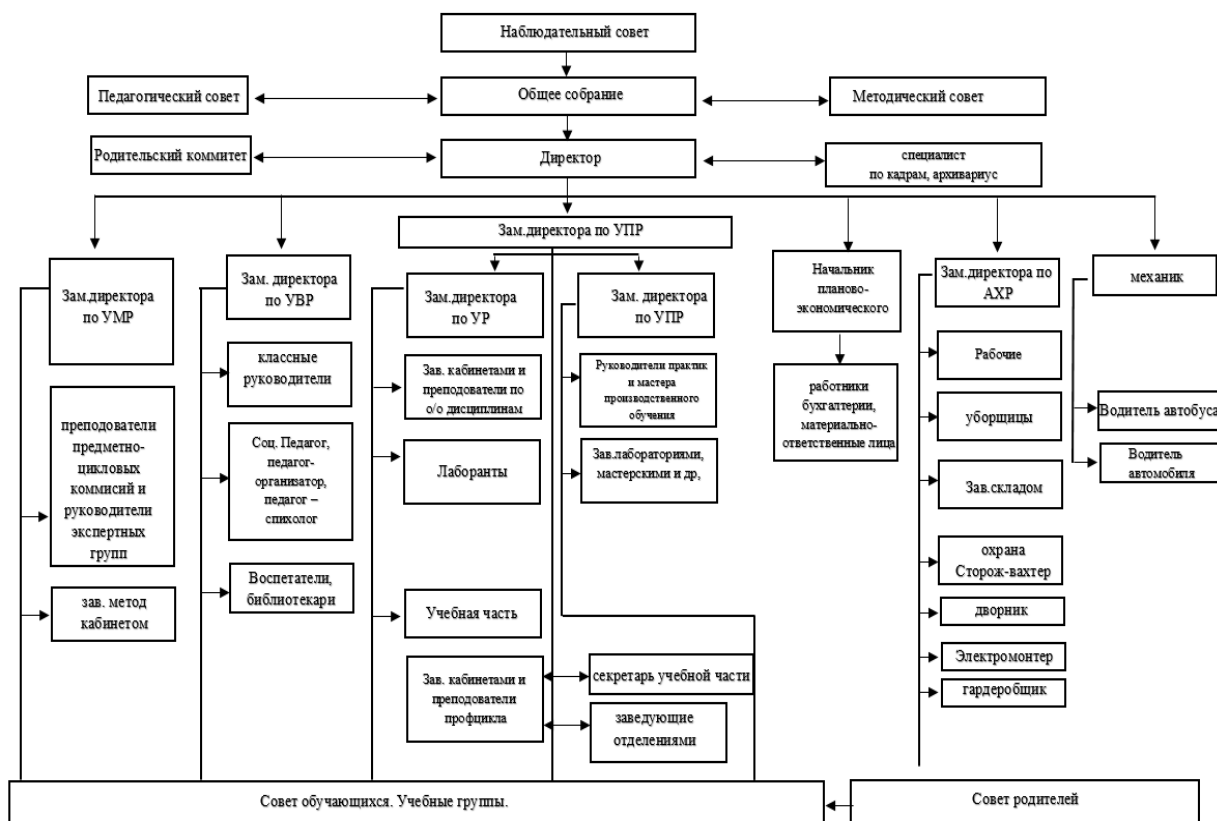 Наблюдательный совет
Педагогический совет
Общее собрание
Методический совет
Родительский коммитет
Директор
специалист
по кадрам, архивариус
Зам.директора по УПР
Зам.директора
по УМР
Зам. директора
по УВР
Зам.директора
по УР
Зам. директора
по УПР
Начальник
планово-
экономического
Зам.директора по
АХР
механик
преподователи
предметно-
цикловых
коммисий и
руководители
экспертных
групп
зав. метод
кабинетом
классные
руководители
Соц. Педагог,
педагог-
организатор,
педагог –
спихолог
Воспетатели,
библиотекари
Зав. кабинетами и
преподователи по
о/о дисциплинам
Лаборанты
Учебная часть
Зав. кабинетами и
преподователи
профцикла
Руководители практик
и мастера
производственного
обучения
Зав.лабораториями,
мастерскими и др,
секретарь учебной части
заведующие
отделениями
работники
бухгалтерии,
материально-
ответственные лица
Рабочие
уборщицы
Зав.складом
охрана
Сторож-вахтер
дворник
Электромонтер
гардеробщик
Водитель автобуса
Водитель
автомобиля
Совет обучающихся. Учебные группы.
Совет родителей